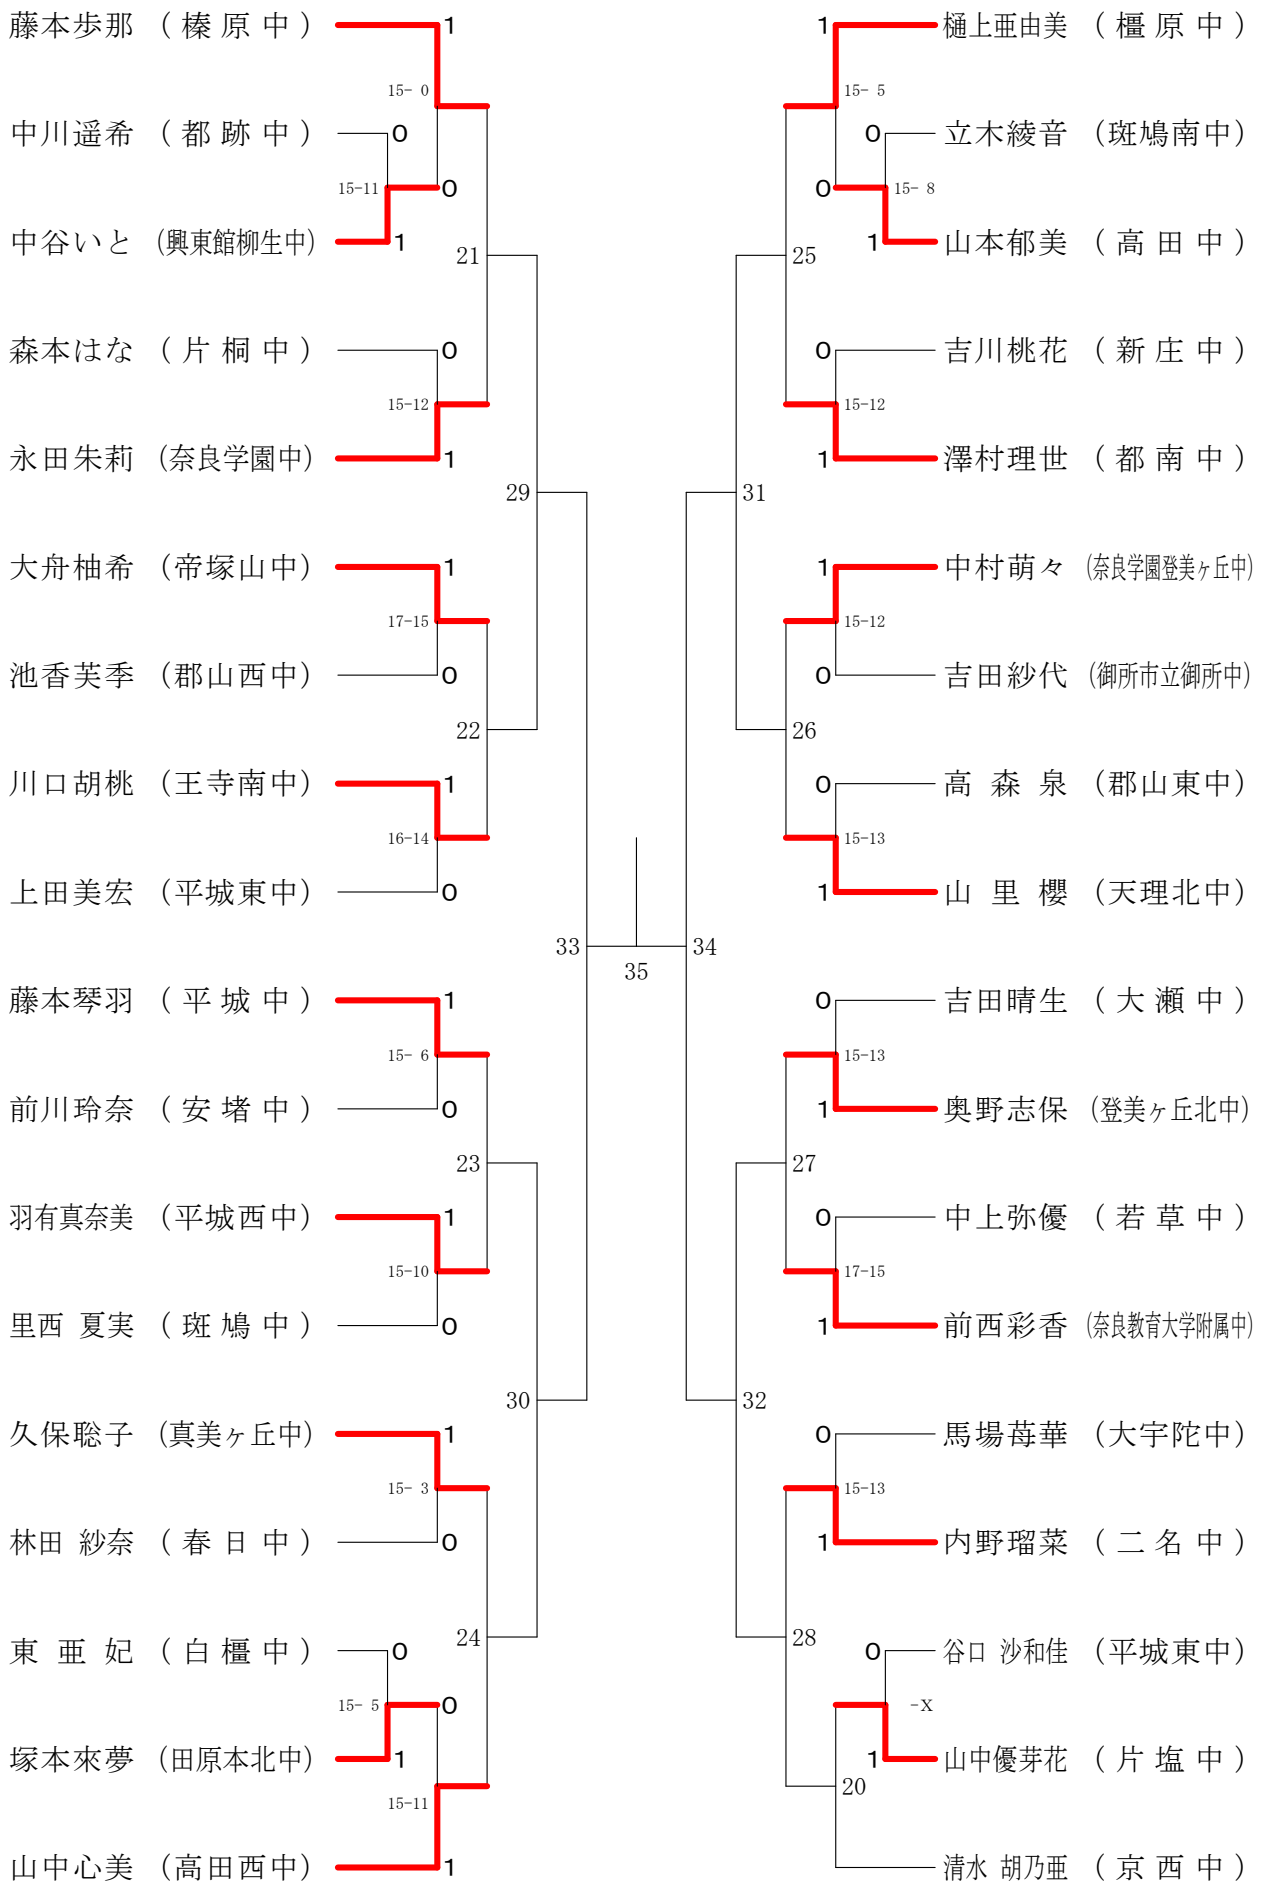 藤本歩那 （ 榛 原 中 ） 1 1 樋上亜由美 （ 橿 原 中 ）
15- 0 15- 5
中川遥希 （ 都 跡 中 ） 0 0 立木綾音 （斑鳩南中）
15-11 0 0 15- 8
中谷いと （興東館柳生中） 1 1 山本郁美 （ 高 田 中 ）
21 25
森本はな （ 片 桐 中 ） 0 0 吉川桃花 （ 新 庄 中 ）
15-12 15-12
永田朱莉 （奈良学園中） 1 1 澤村理世 （ 都 南 中 ）
29 31
大舟柚希 （帝塚山中） 1 1 中村萌々 （奈良学園登美ヶ丘中）
17-15 15-12
池香芙季 （郡山西中） 0 0 吉田紗代 （御所市立御所中）
22 26
川口胡桃 （王寺南中） 1 0 高 森 泉 （郡山東中）
16-14 15-13
上田美宏 （平城東中） 0 1 山 里 櫻 （天理北中）
33 34
35
藤本琴羽 （ 平 城 中 ） 1 0 吉田晴生 （ 大 瀬 中 ）
15- 6 15-13
前川玲奈 （ 安 堵 中 ） 0 1 奥野志保 （登美ヶ丘北中）
23 27
羽有真奈美 （平城西中） 1 0 中上弥優 （ 若 草 中 ）
15-10 17-15
里西 夏実 （ 斑 鳩 中 ） 0 1 前西彩香 （奈良教育大学附属中）
30 32
久保聡子 （真美ヶ丘中） 1 0 馬場苺華 （大宇陀中）
15- 3 15-13
林田 紗奈 （ 春 日 中 ） 0 1 内野瑠菜 （ 二 名 中 ）
24 28
東 亜 妃 （ 白 橿 中 ） 0 0 谷口 沙和佳 （平城東中）
15- 5 0 -X
塚本來夢 （田原本北中） 1 1 山中優芽花 （ 片 塩 中 ）
15-11 20
山中心美 （高田西中） 1 清水 胡乃亜 （ 京 西 中 ）